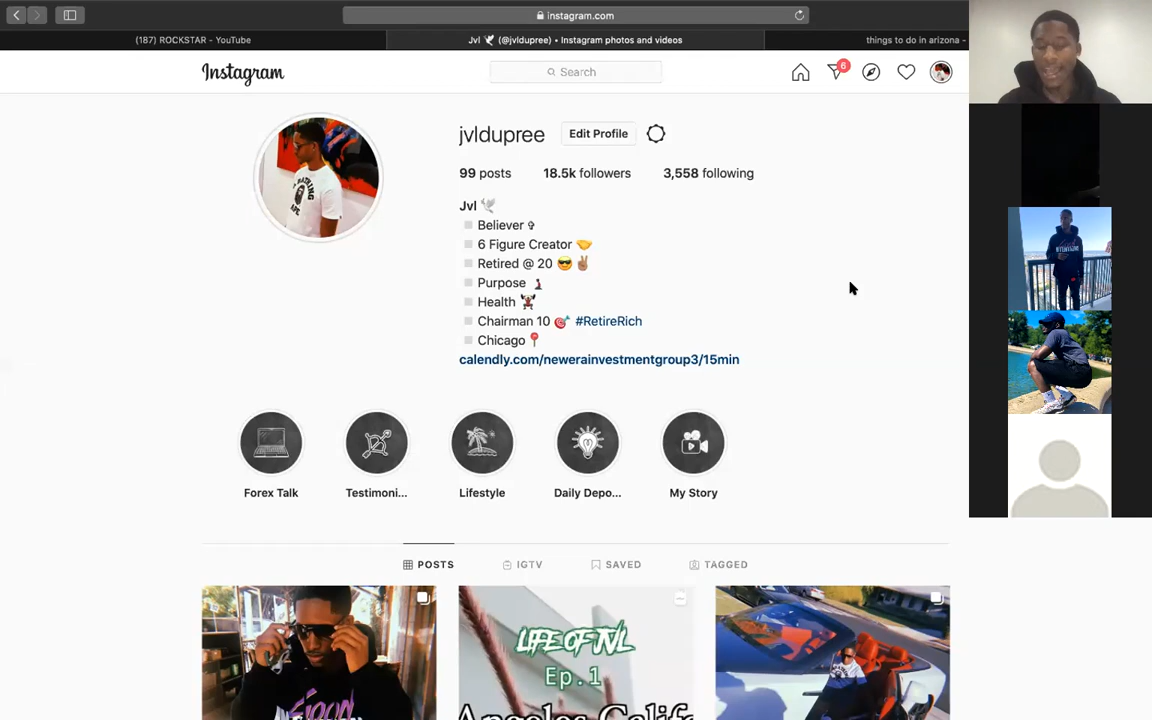 instagram.com
(187) ROCKSTAR - YouTube
Jvl 🕊 (@jvldupree) • Instagram photos and videos
things to do in arizona -
Instagram
Search
6
jvldupree
Edit Profile
99 posts 18.5k followers 3,558 following
Jvl 🕊
◽ Believer ✞
◽ 6 Figure Creator 🤝
◽ Retired @ 20 😎 ✌🏽
◽ Purpose 🧎🏾‍♂️
◽ Health 🏋🏾‍♂️
◽ Chairman 10 🎯 #RetireRich
◽ Chicago 📍
calendly.com/newerainvestmentgroup3/15min
Forex Talk
Testimoni...
Lifestyle
Daily Depo...
My Story
POSTS
IGTV
SAVED
TAGGED
LIFE OF JVL
Ep.1
Angeles Calif